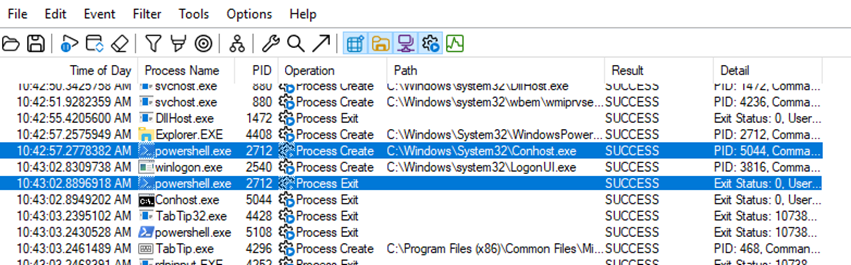 File Edit Event Filter Tools Options Help
Time of Day Process Name PID Operation Path Result Detail
10:42:50.3425758 AM svchost.exe 880 Process Create C:\Windows\system32\DllHost.exe SUCCESS PID: 1472, Comma...
10:42:51.9282359 AM svchost.exe 880 Process Create C:\Windows\system32\wbem\wmiprvse... SUCCESS PID: 4236, Comma...
10:42:55.4205600 AM DllHost.exe 1472 Process Exit SUCCESS Exit Status: 0, User...
10:42:57.2575949 AM Explorer.EXE 4408 Process Create C:\Windows\System32\WindowsPower... SUCCESS PID: 2712, Comma...
10:42:57.2778382 AM powershell.exe 2712 Process Create C:\Windows\System32\Conhost.exe SUCCESS PID: 5044, Comma...
10:43:02.8309738 AM winlogon.exe 2540 Process Create C:\Windows\system32\LogonUI.exe SUCCESS PID: 3816, Comma...
10:43:02.8896918 AM powershell.exe 2712 Process Exit SUCCESS Exit Status: 0, User...
10:43:02.8949202 AM Conhost.exe 5044 Process Exit SUCCESS Exit Status: 0, User...
10:43:03.2395102 AM TabTip32.exe 4428 Process Exit SUCCESS Exit Status: 10738...
10:43:03.2430528 AM powershell.exe 5108 Process Exit SUCCESS Exit Status: 10738...
10:43:03.2461489 AM TabTip.exe 4296 Process Create C:\Program Files (x86)\Common Files\Mi... SUCCESS PID: 468, Comman...
10:43:03.2468391 AM rdpinput.EXE 4252 Process Exit SUCCESS Exit Status: 10738...